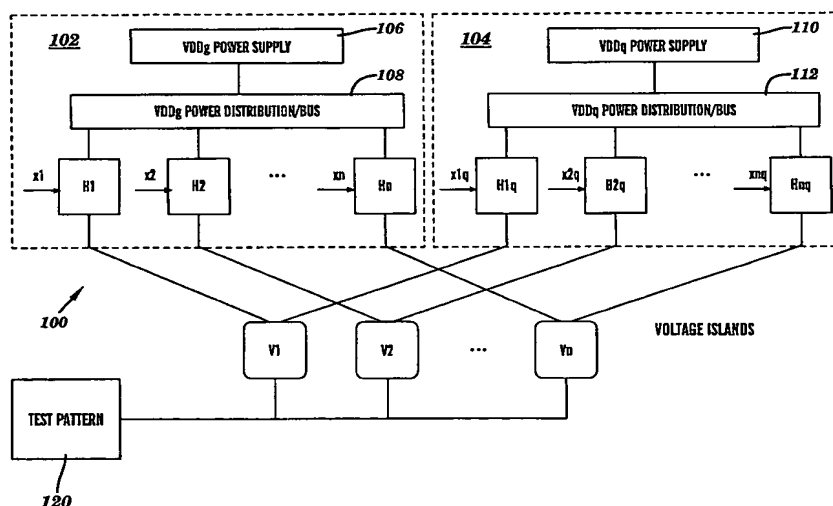 102
VDDg POWER SUPPLY
106
108
VDDg POWER DISTRIBUTION/BUS
x1
H1
x2
H2
...
xn
Hn
104
VDDq POWER SUPPLY
110
112
VDDq POWER DISTRIBUTION/BUS
x1q
H1q
x2q
H2q
...
xnq
Hnq
100
V1
V2
...
Vn
VOLTAGE ISLANDS
TEST PATTERN
120